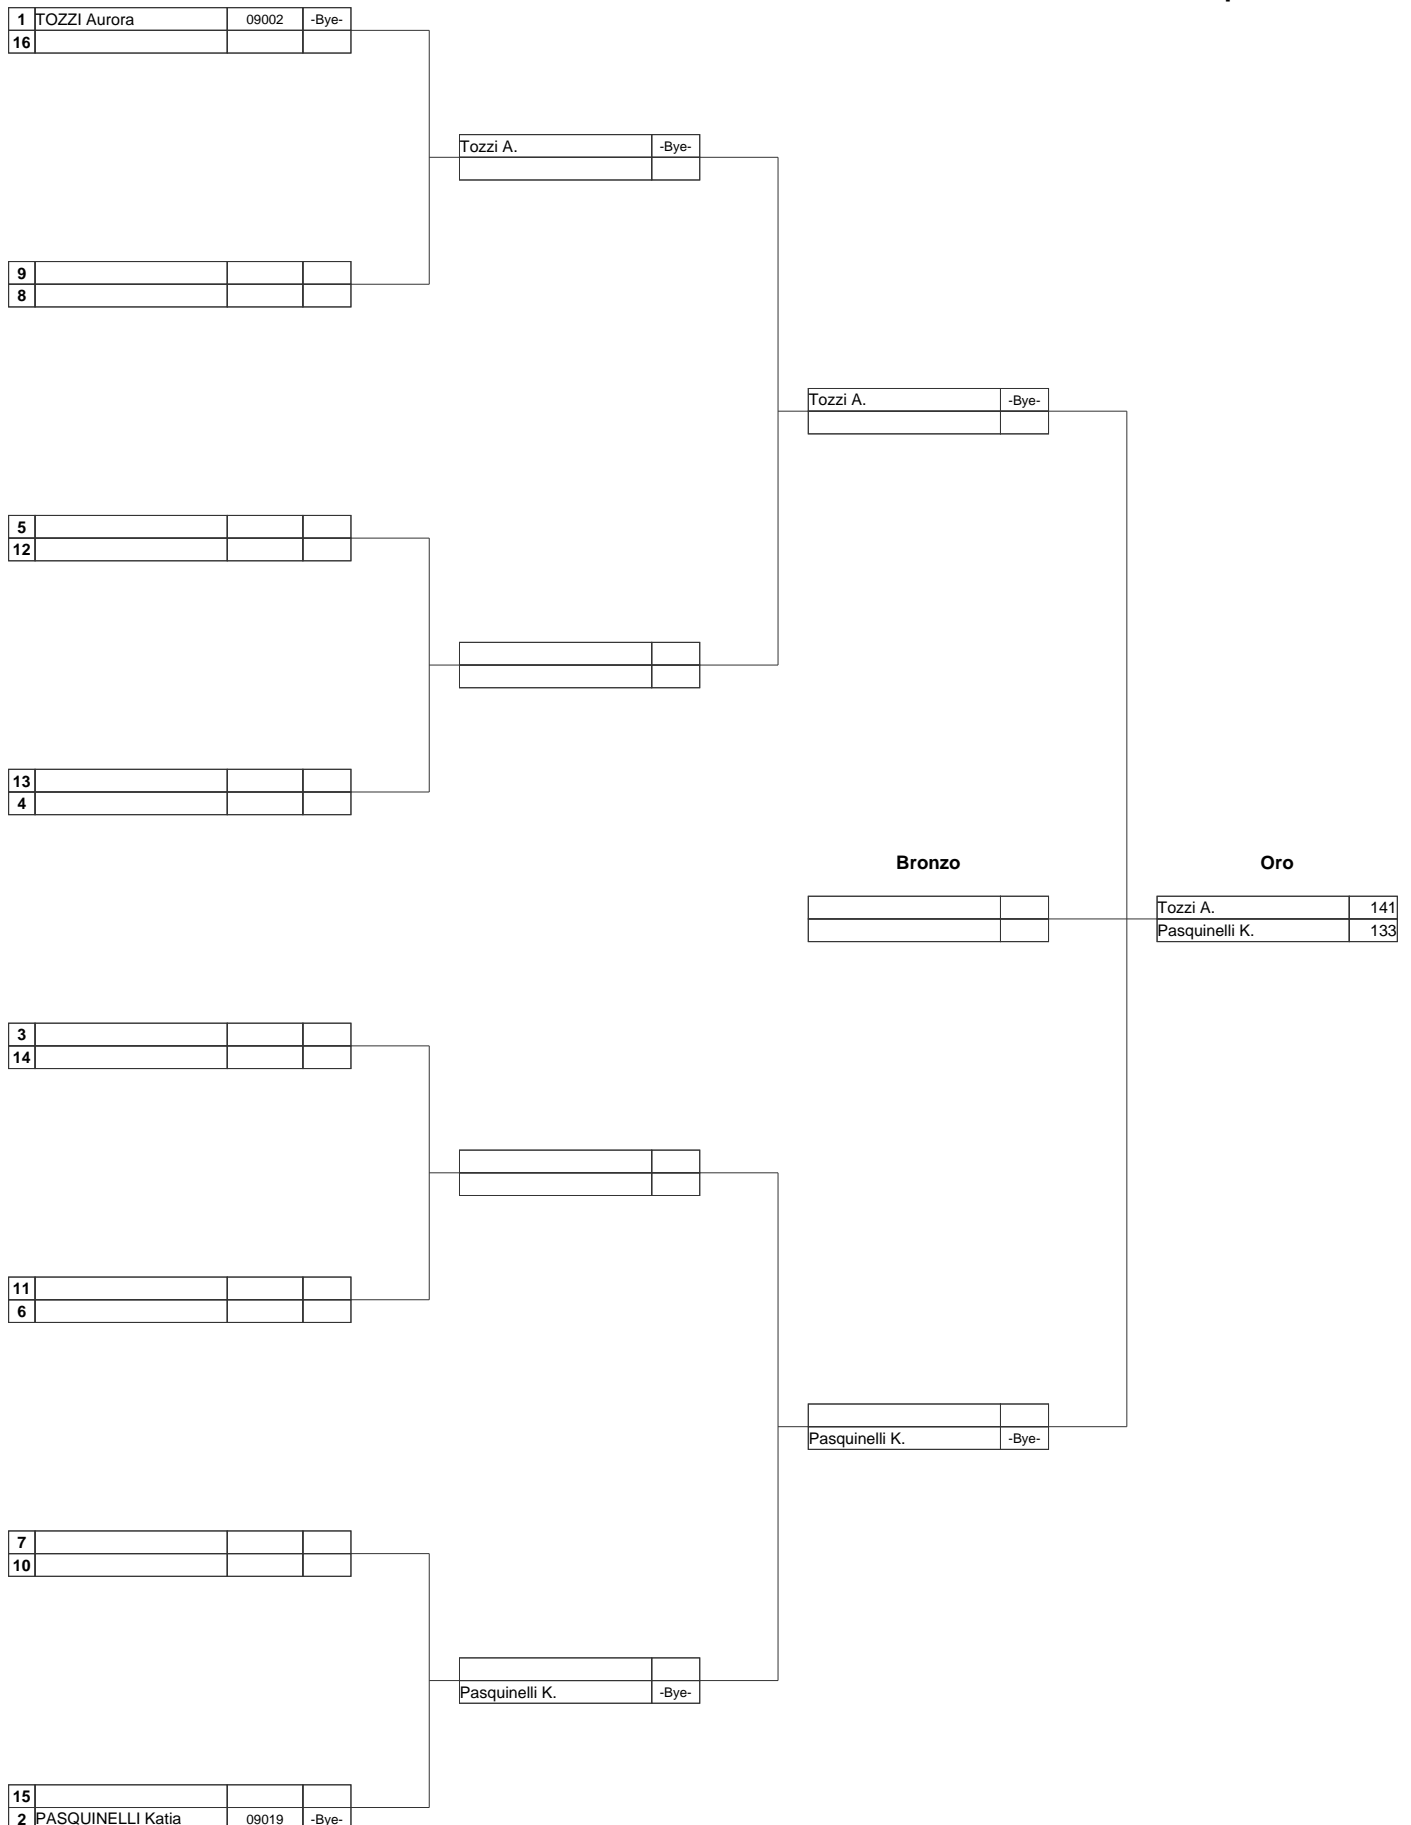 1 TOZZI Aurora 09002 -Bye-
16
Tozzi A. -Bye-
9
8
Tozzi A. -Bye-
5
12
13
4
Bronzo Oro
Tozzi A. 141
Pasquinelli K. 133
3
14
11
6
Pasquinelli K. -Bye-
7
10
Pasquinelli K. -Bye-
15
2 PASQUINELLI Katia 09019 -Bye-